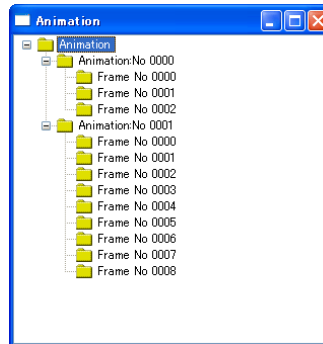 Animation
Animation
Animation:No 0000
Frame No 0000
Frame No 0001
Frame No 0002
Animation:No 0001
Frame No 0000
Frame No 0001
Frame No 0002
Frame No 0003
Frame No 0004
Frame No 0005
Frame No 0006
Frame No 0007
Frame No 0008